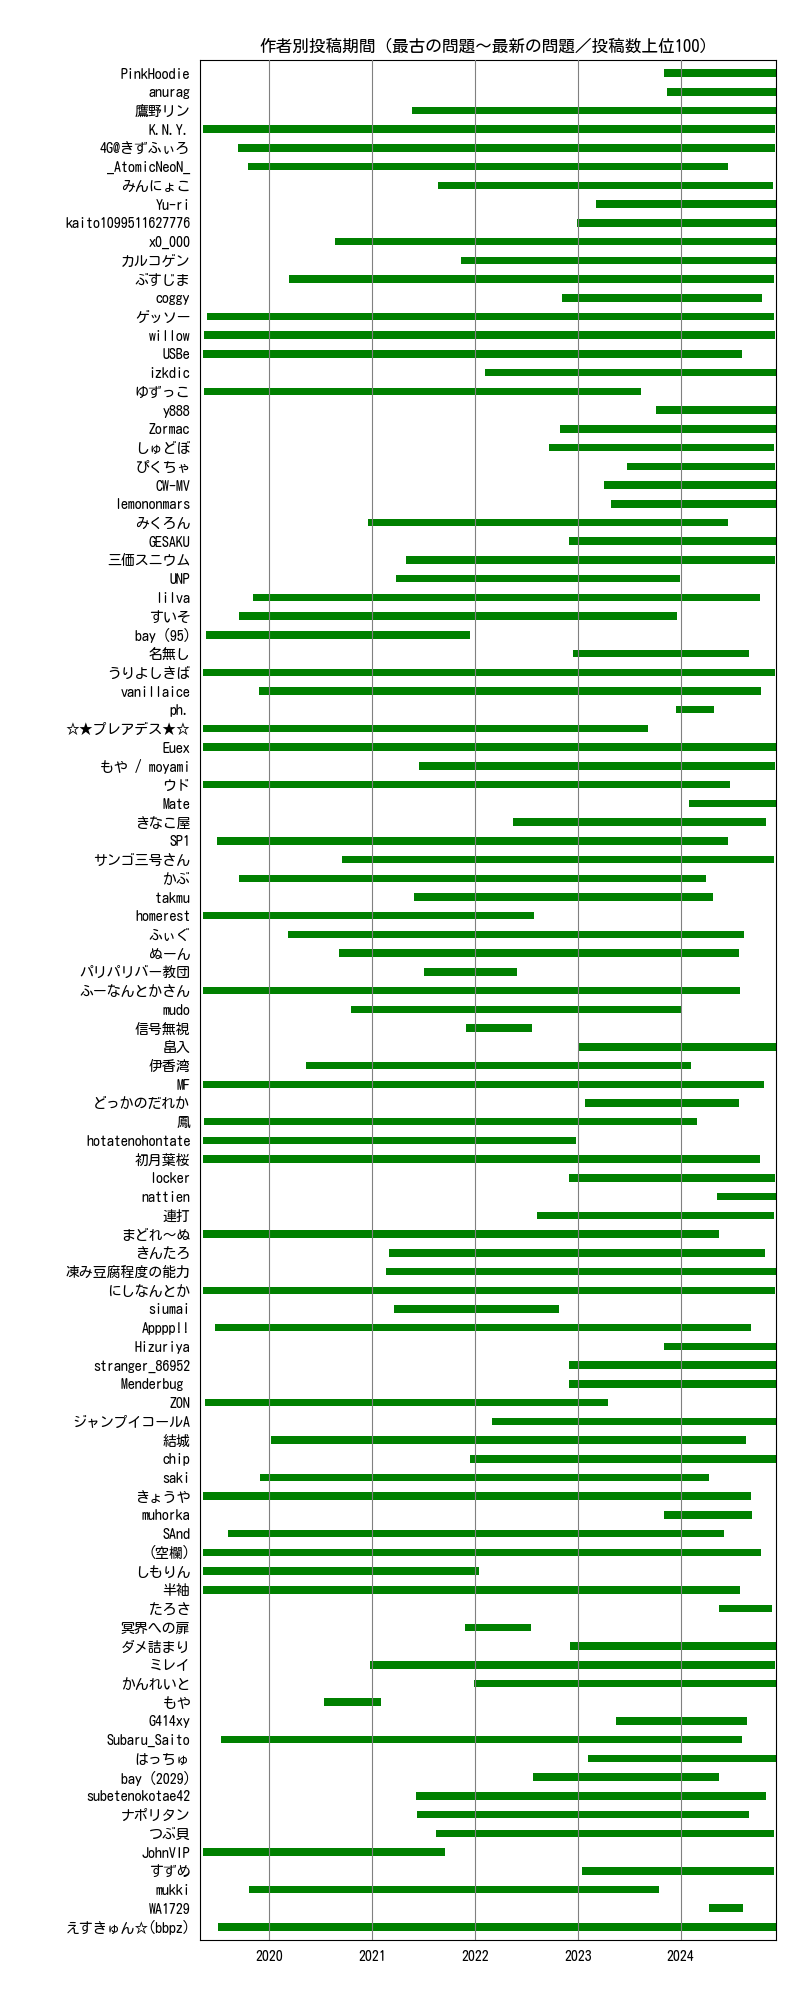 作者別投稿期間（最古の問題～最新の問題／投稿数上位100）
PinkHoodie
anurag
鷹野リン
K.N.Y.
4G@きずふぃろ
_AtomicNeoN_
みんにょこ
Yu-ri
kaito1099511627776
x0_000
カルコゲン
ぶすじま
coggy
ゲッソー
willow
USBe
izkdic
ゆずっこ
y888
Zormac
しゅどぼ
ぴくちゃ
CW-MV
lemononmars
みくろん
GESAKU
三価スニウム
UNP
lilva
すいそ
bay (95)
名無し
うりよしきば
vanillaice
ph.
☆★プレアデス★☆
Euex
もや / moyami
ウド
Mate
きなこ屋
SP1
サンゴ三号さん
かぶ
takmu
homerest
ふぃぐ
ぬーん
パリパリバー教団
ふーなんとかさん
mudo
信号無視
畠入
伊香湾
MF
どっかのだれか
鳳
hotatenohontate
初月葉桜
locker
nattien
連打
まどれ～ぬ
きんたろ
凍み豆腐程度の能力
にしなんとか
siumai
Appppll
Hizuriya
stranger_86952
Menderbug
ZON
ジャンプイコールA
結城
chip
saki
きょうや
muhorka
SAnd
(空欄)
しもりん
半袖
たろさ
冥界への扉
ダメ詰まり
ミレイ
かんれいと
もや
G414xy
Subaru_Saito
はっちゅ
bay (2029)
subetenokotae42
ナポリタン
つぶ貝
JohnVIP
すずめ
mukki
WA1729
えすきゅん☆(bbpz)
2020 2021 2022 2023 2024